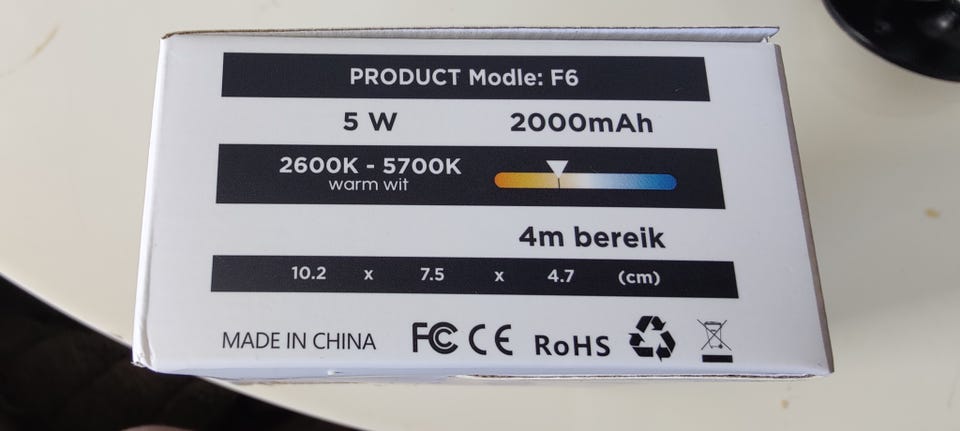 PRODUCT Modle: F6
5 W 2000mAh
2600K - 5700K
warm wit
4m bereik
10.2 x 7.5 x 4.7 (cm)
MADE IN CHINA FC CE RoHS